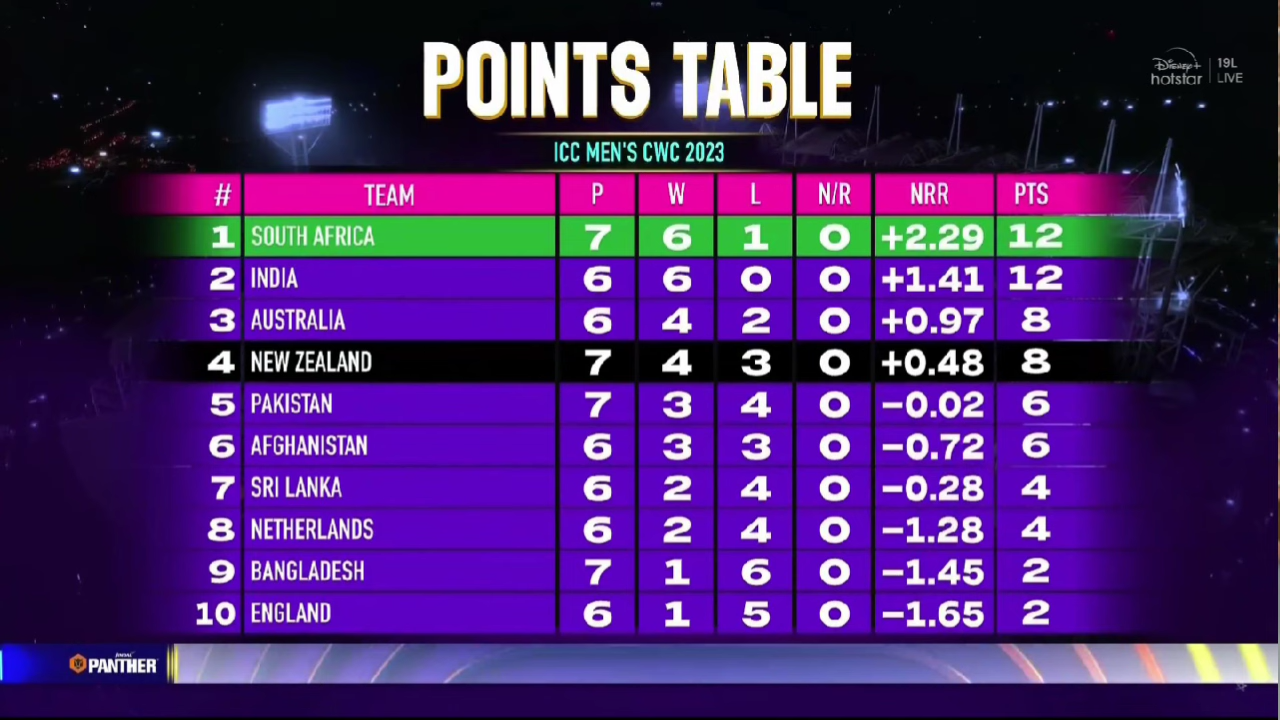 POINTS TABLE
Disney+ hotstar | 19L LIVE
ICC MEN'S CWC 2023
# TEAM P W L N/R NRR PTS
1 SOUTH AFRICA 7 6 1 0 +2.29 12
2 INDIA 6 6 0 0 +1.41 12
3 AUSTRALIA 6 4 2 0 +0.97 8
4 NEW ZEALAND 7 4 3 0 +0.48 8
5 PAKISTAN 7 3 4 0 −0.02 6
6 AFGHANISTAN 6 3 3 0 −0.72 6
7 SRI LANKA 6 2 4 0 −0.28 4
8 NETHERLANDS 6 2 4 0 −1.28 4
9 BANGLADESH 7 1 6 0 −1.45 2
10 ENGLAND 6 1 5 0 −1.65 2
JINDAL PANTHER